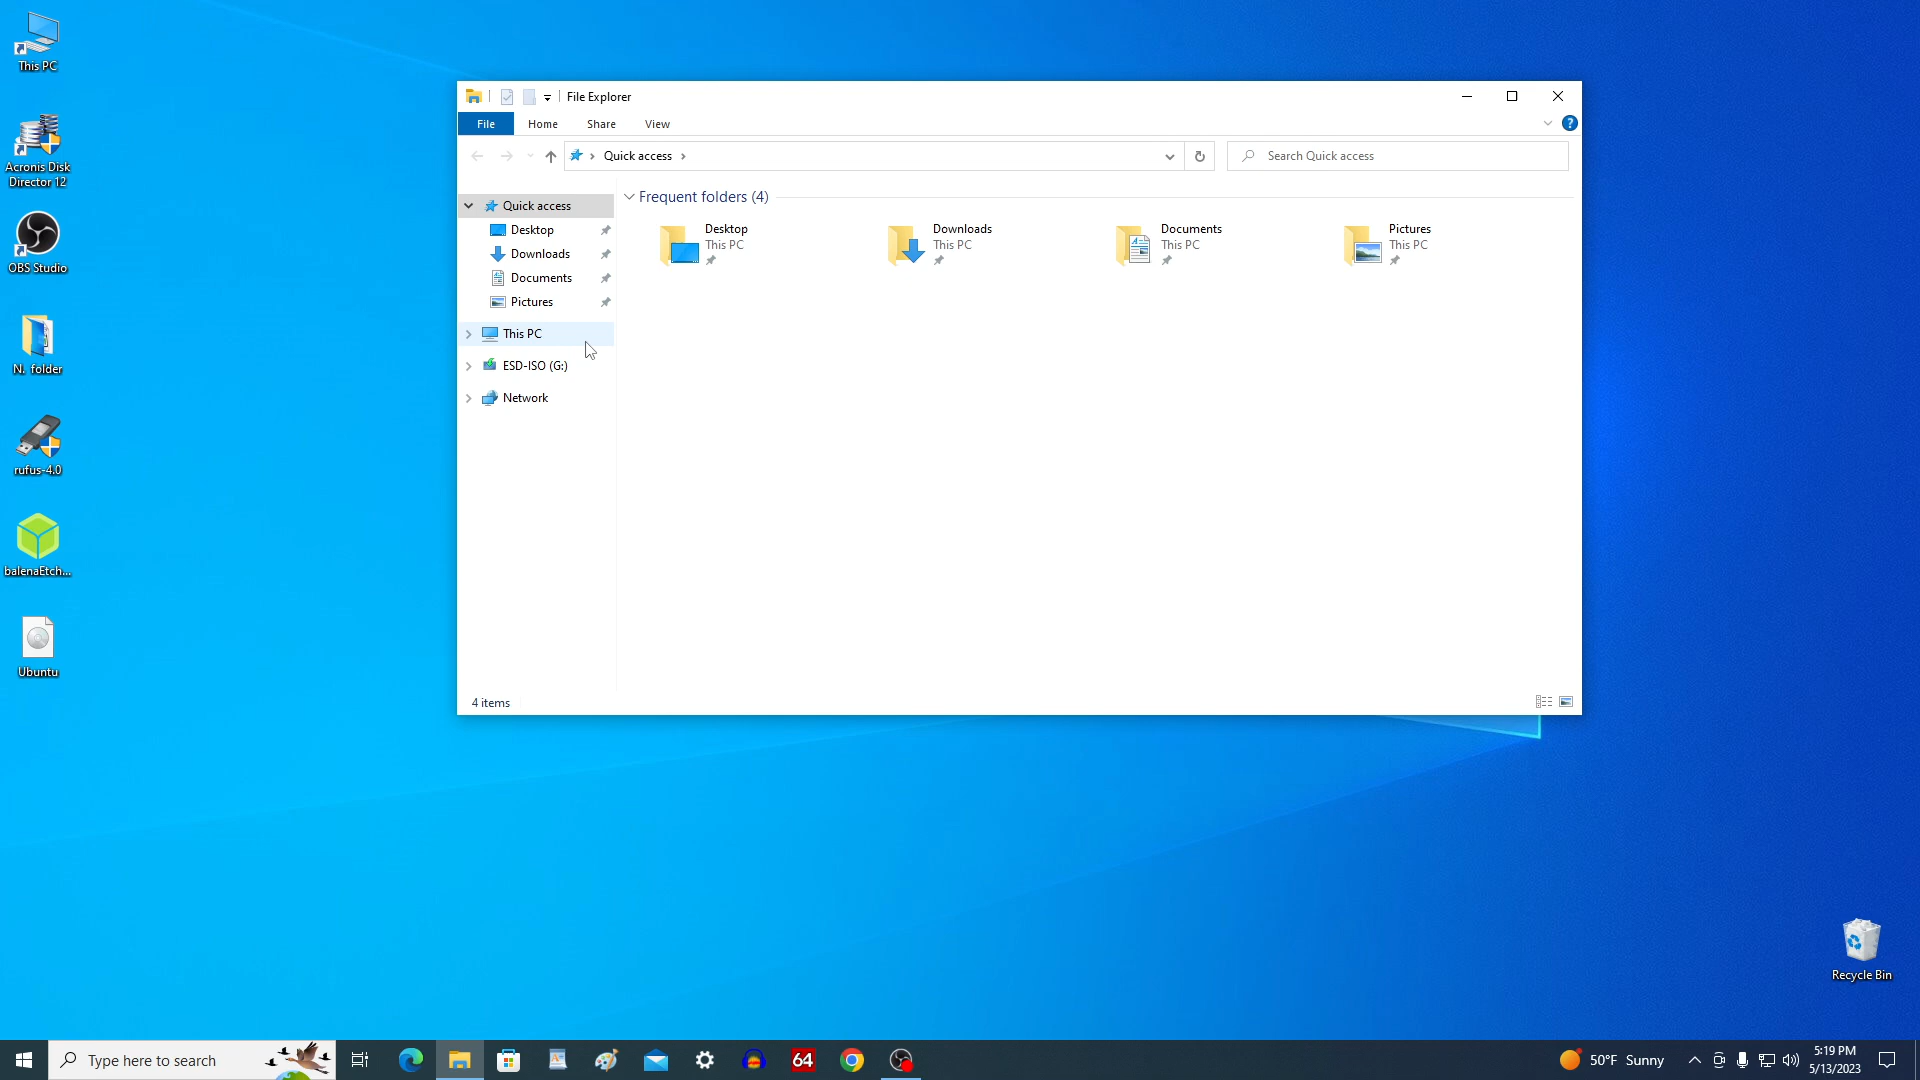 This PC
Acronis Disk
Director 12
OBS Studio
N. folder
rufus-4.0
balenaEtch...
Ubuntu
File Explorer
File Home Share View
?
Quick access
Search Quick access
Quick access
Desktop
Downloads
Documents
Pictures
This PC
ESD-ISO (G:)
Network
Frequent folders (4)
Desktop
This PC
Downloads
This PC
Documents
This PC
Pictures
This PC
4 items
Recycle Bin
Type here to search
64
50°F Sunny
5:19 PM
5/13/2023